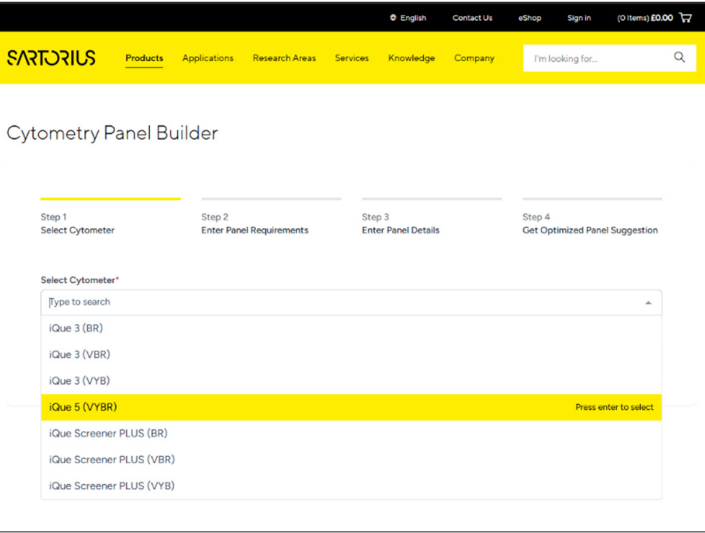 English Contact Us eShop Sign in (0 Items) £0.00
SARTORIUS Products Applications Research Areas Services Knowledge Company I'm looking for...
Cytometry Panel Builder
Step 1 Step 2 Step 3 Step 4
Select Cytometer Enter Panel Requirements Enter Panel Details Get Optimized Panel Suggestion
Select Cytometer*
Type to search
iQue 3 (BR)
iQue 3 (VBR)
iQue 3 (VYB)
iQue 5 (VYBR) Press enter to select
iQue Screener PLUS (BR)
iQue Screener PLUS (VBR)
iQue Screener PLUS (VYB)